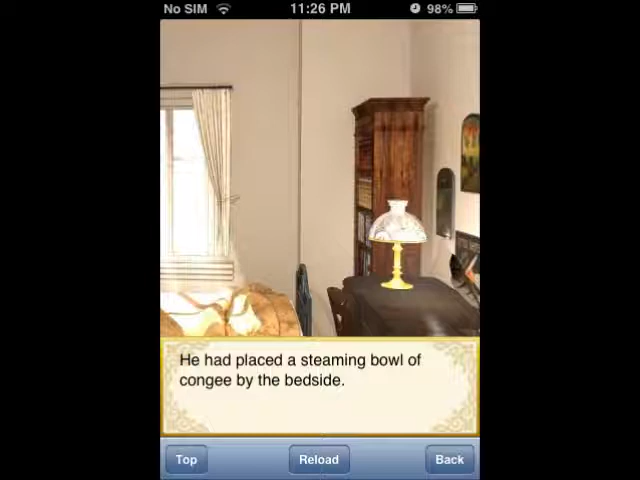 No SIM 11:26 PM 98%
He had placed a steaming bowl of
congee by the bedside.
Top Reload Back